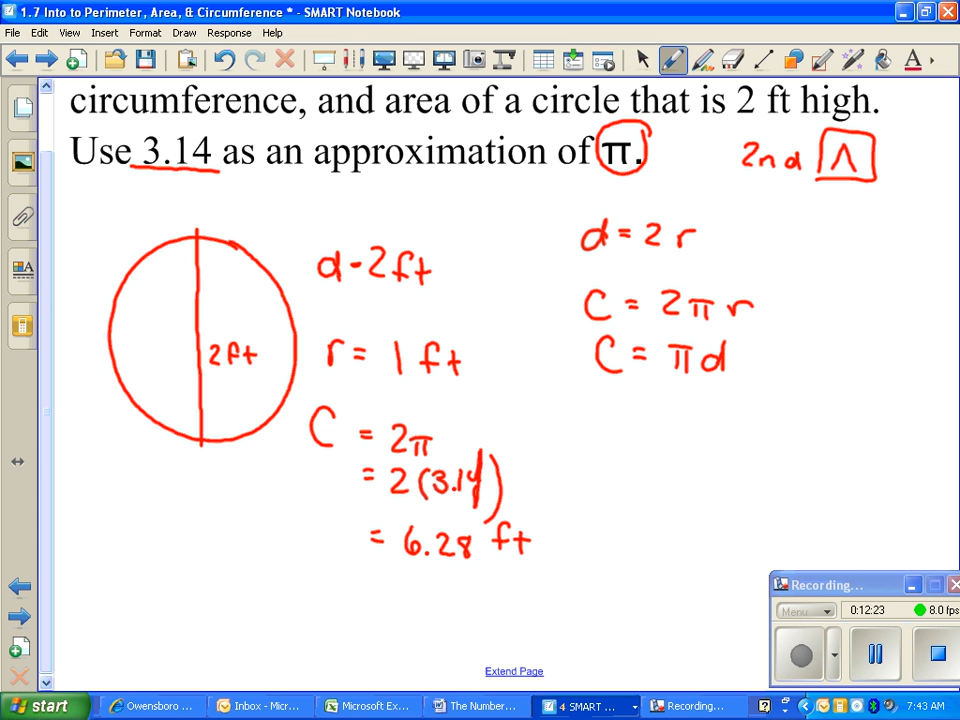 1.7 Into to Perimeter, Area, & Circumference * - SMART Notebook
File Edit View Insert Format Draw Response Help
circumference, and area of a circle that is 2 ft high.
Use 3.14 as an approximation of π.
2nd Λ
d = 2r
d - 2ft
C = 2πr
2ft
r = 1 ft
C = πd
C = 2π
= 2(3.14)
= 6.28 ft
Extend Page
Recording...
Menu
0:12:23
8.0 fps
start
Owensboro ...
Inbox - Micr...
Microsoft Ex...
The Number...
4 SMART ...
Recording...
7:43 AM